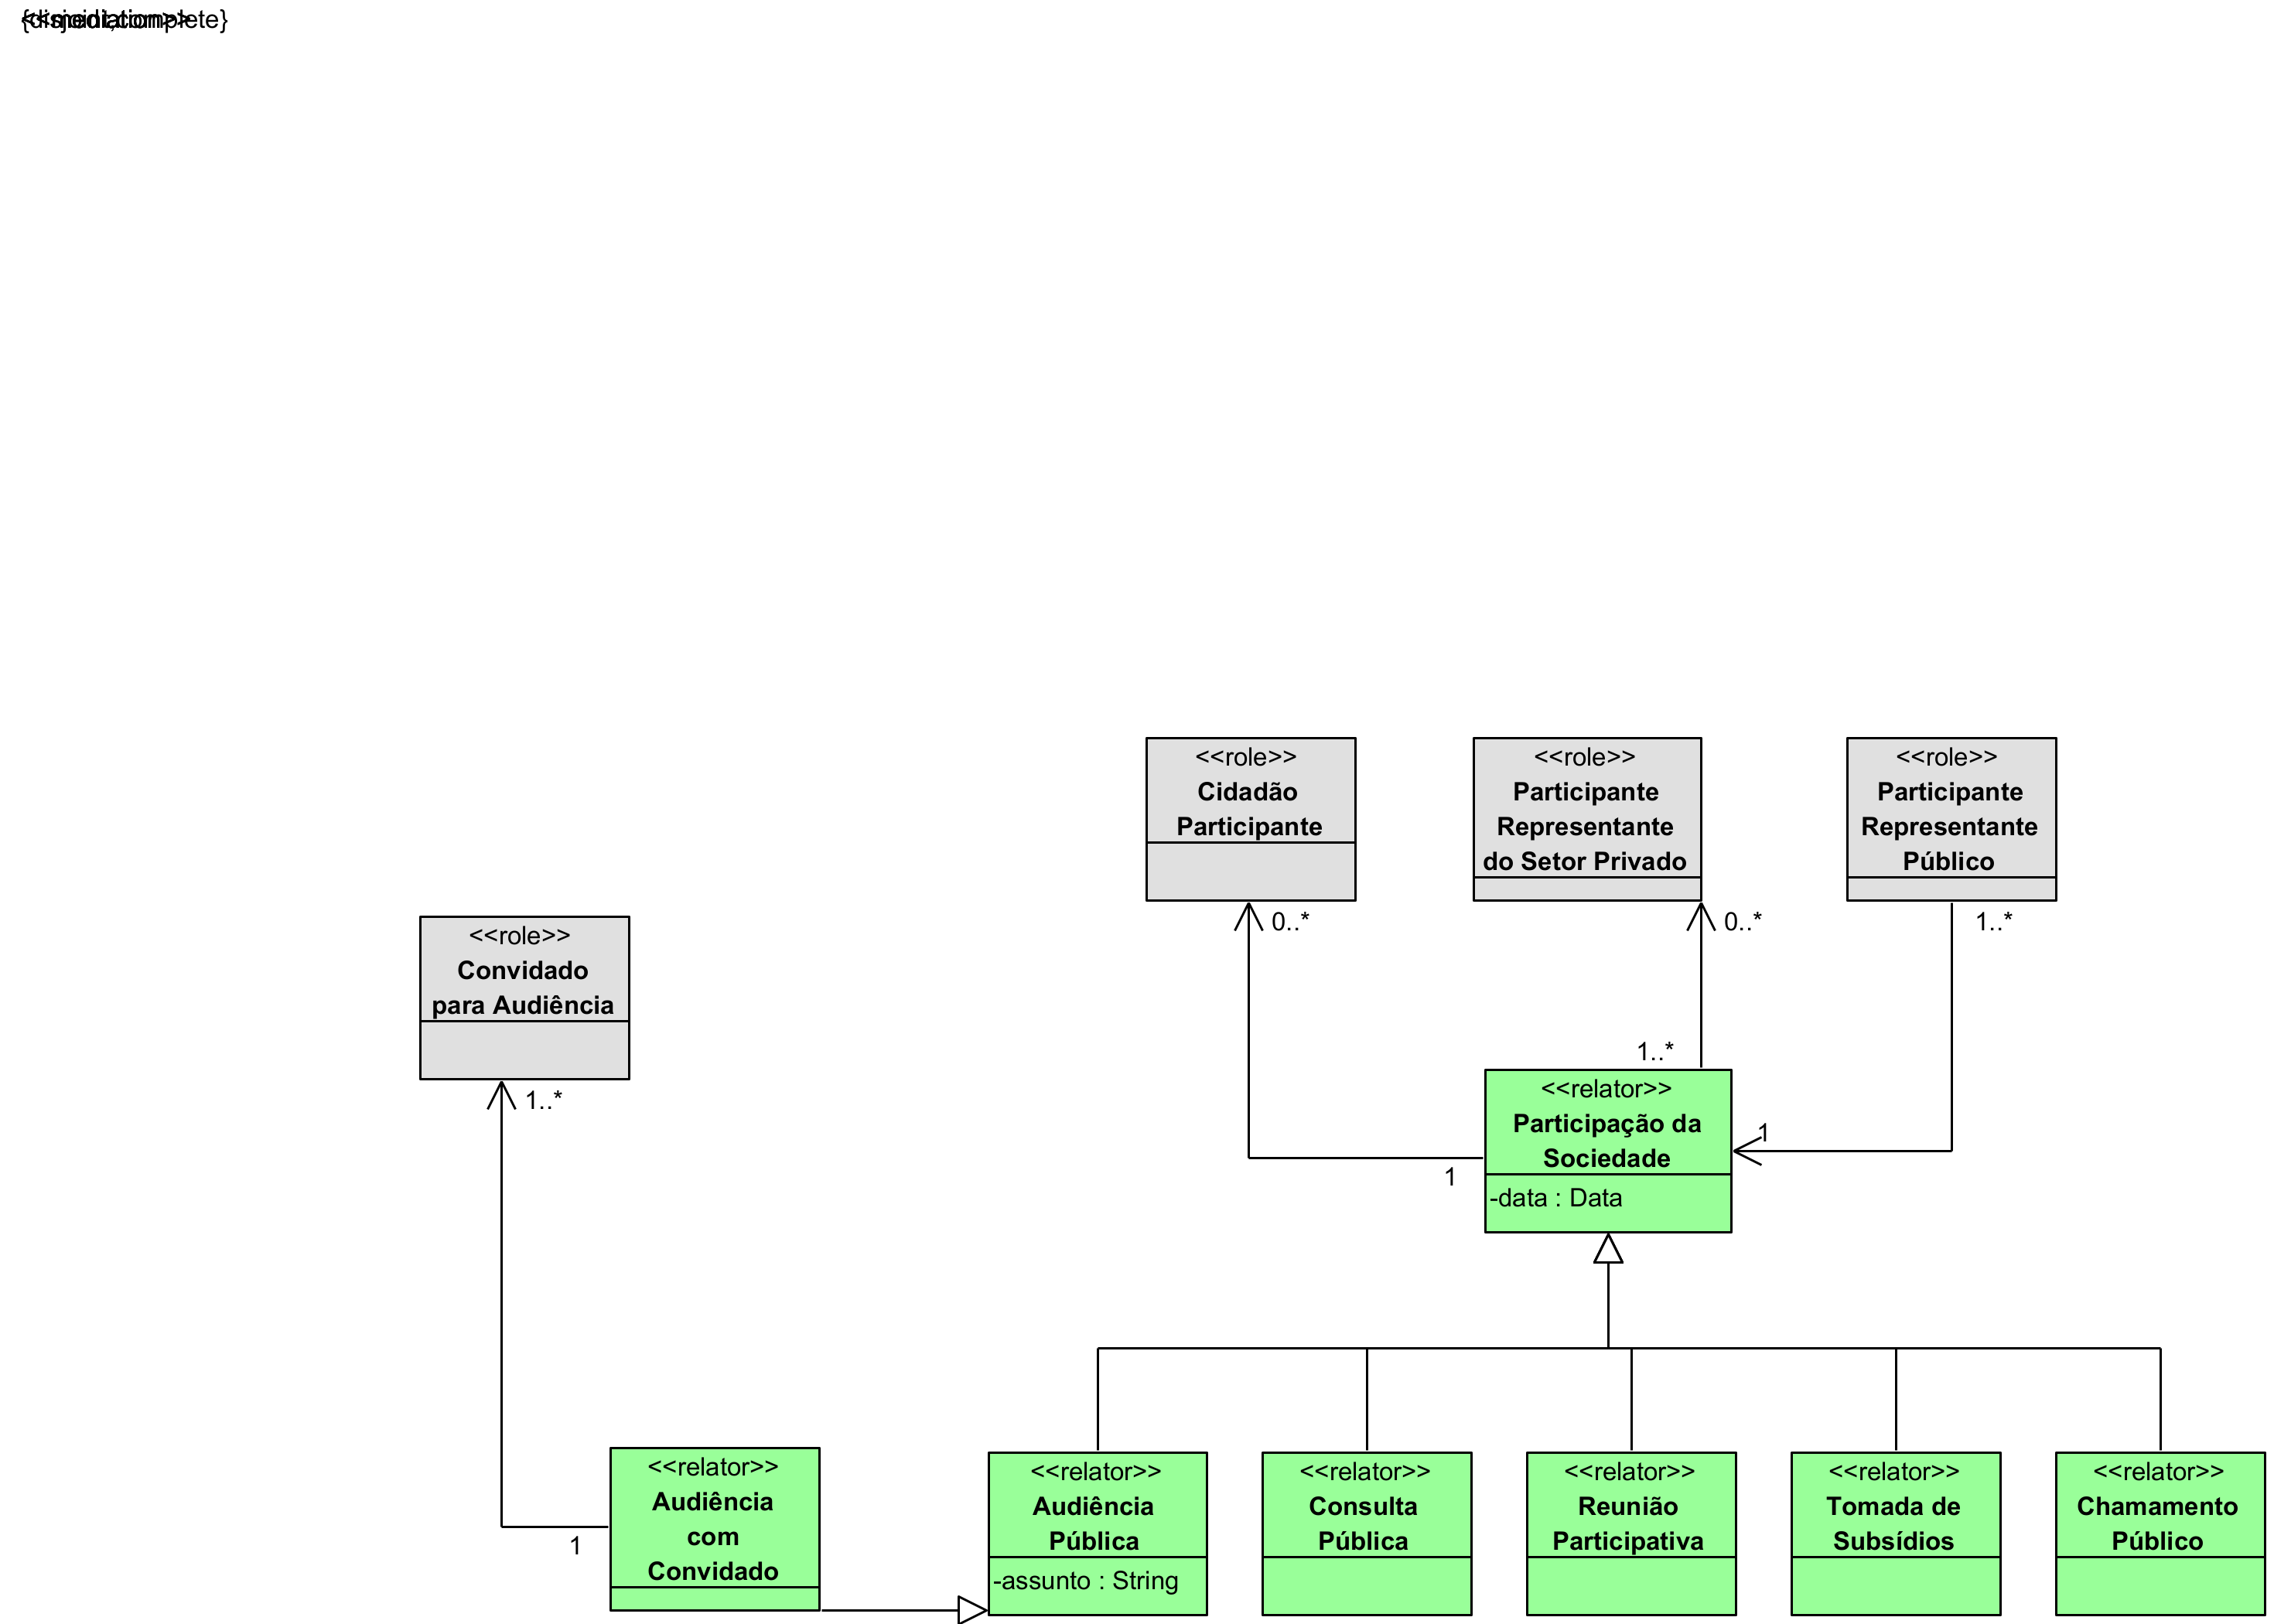 {disjoint,complete}
<<mediation>>
<<role>>
Cidadão
Participante
<<role>>
Participante
Representante
do Setor Privado
<<role>>
Participante
Representante
Público
0..*
0..*
1..*
<<role>>
Convidado
para Audiência
1..*
1..*
<<relator>>
Participação da
Sociedade
-data : Data
1
1
<<relator>>
Audiência
com
Convidado
1
<<relator>>
Audiência
Pública
-assunto : String
<<relator>>
Consulta
Pública
<<relator>>
Reunião
Participativa
<<relator>>
Tomada de
Subsídios
<<relator>>
Chamamento
Público